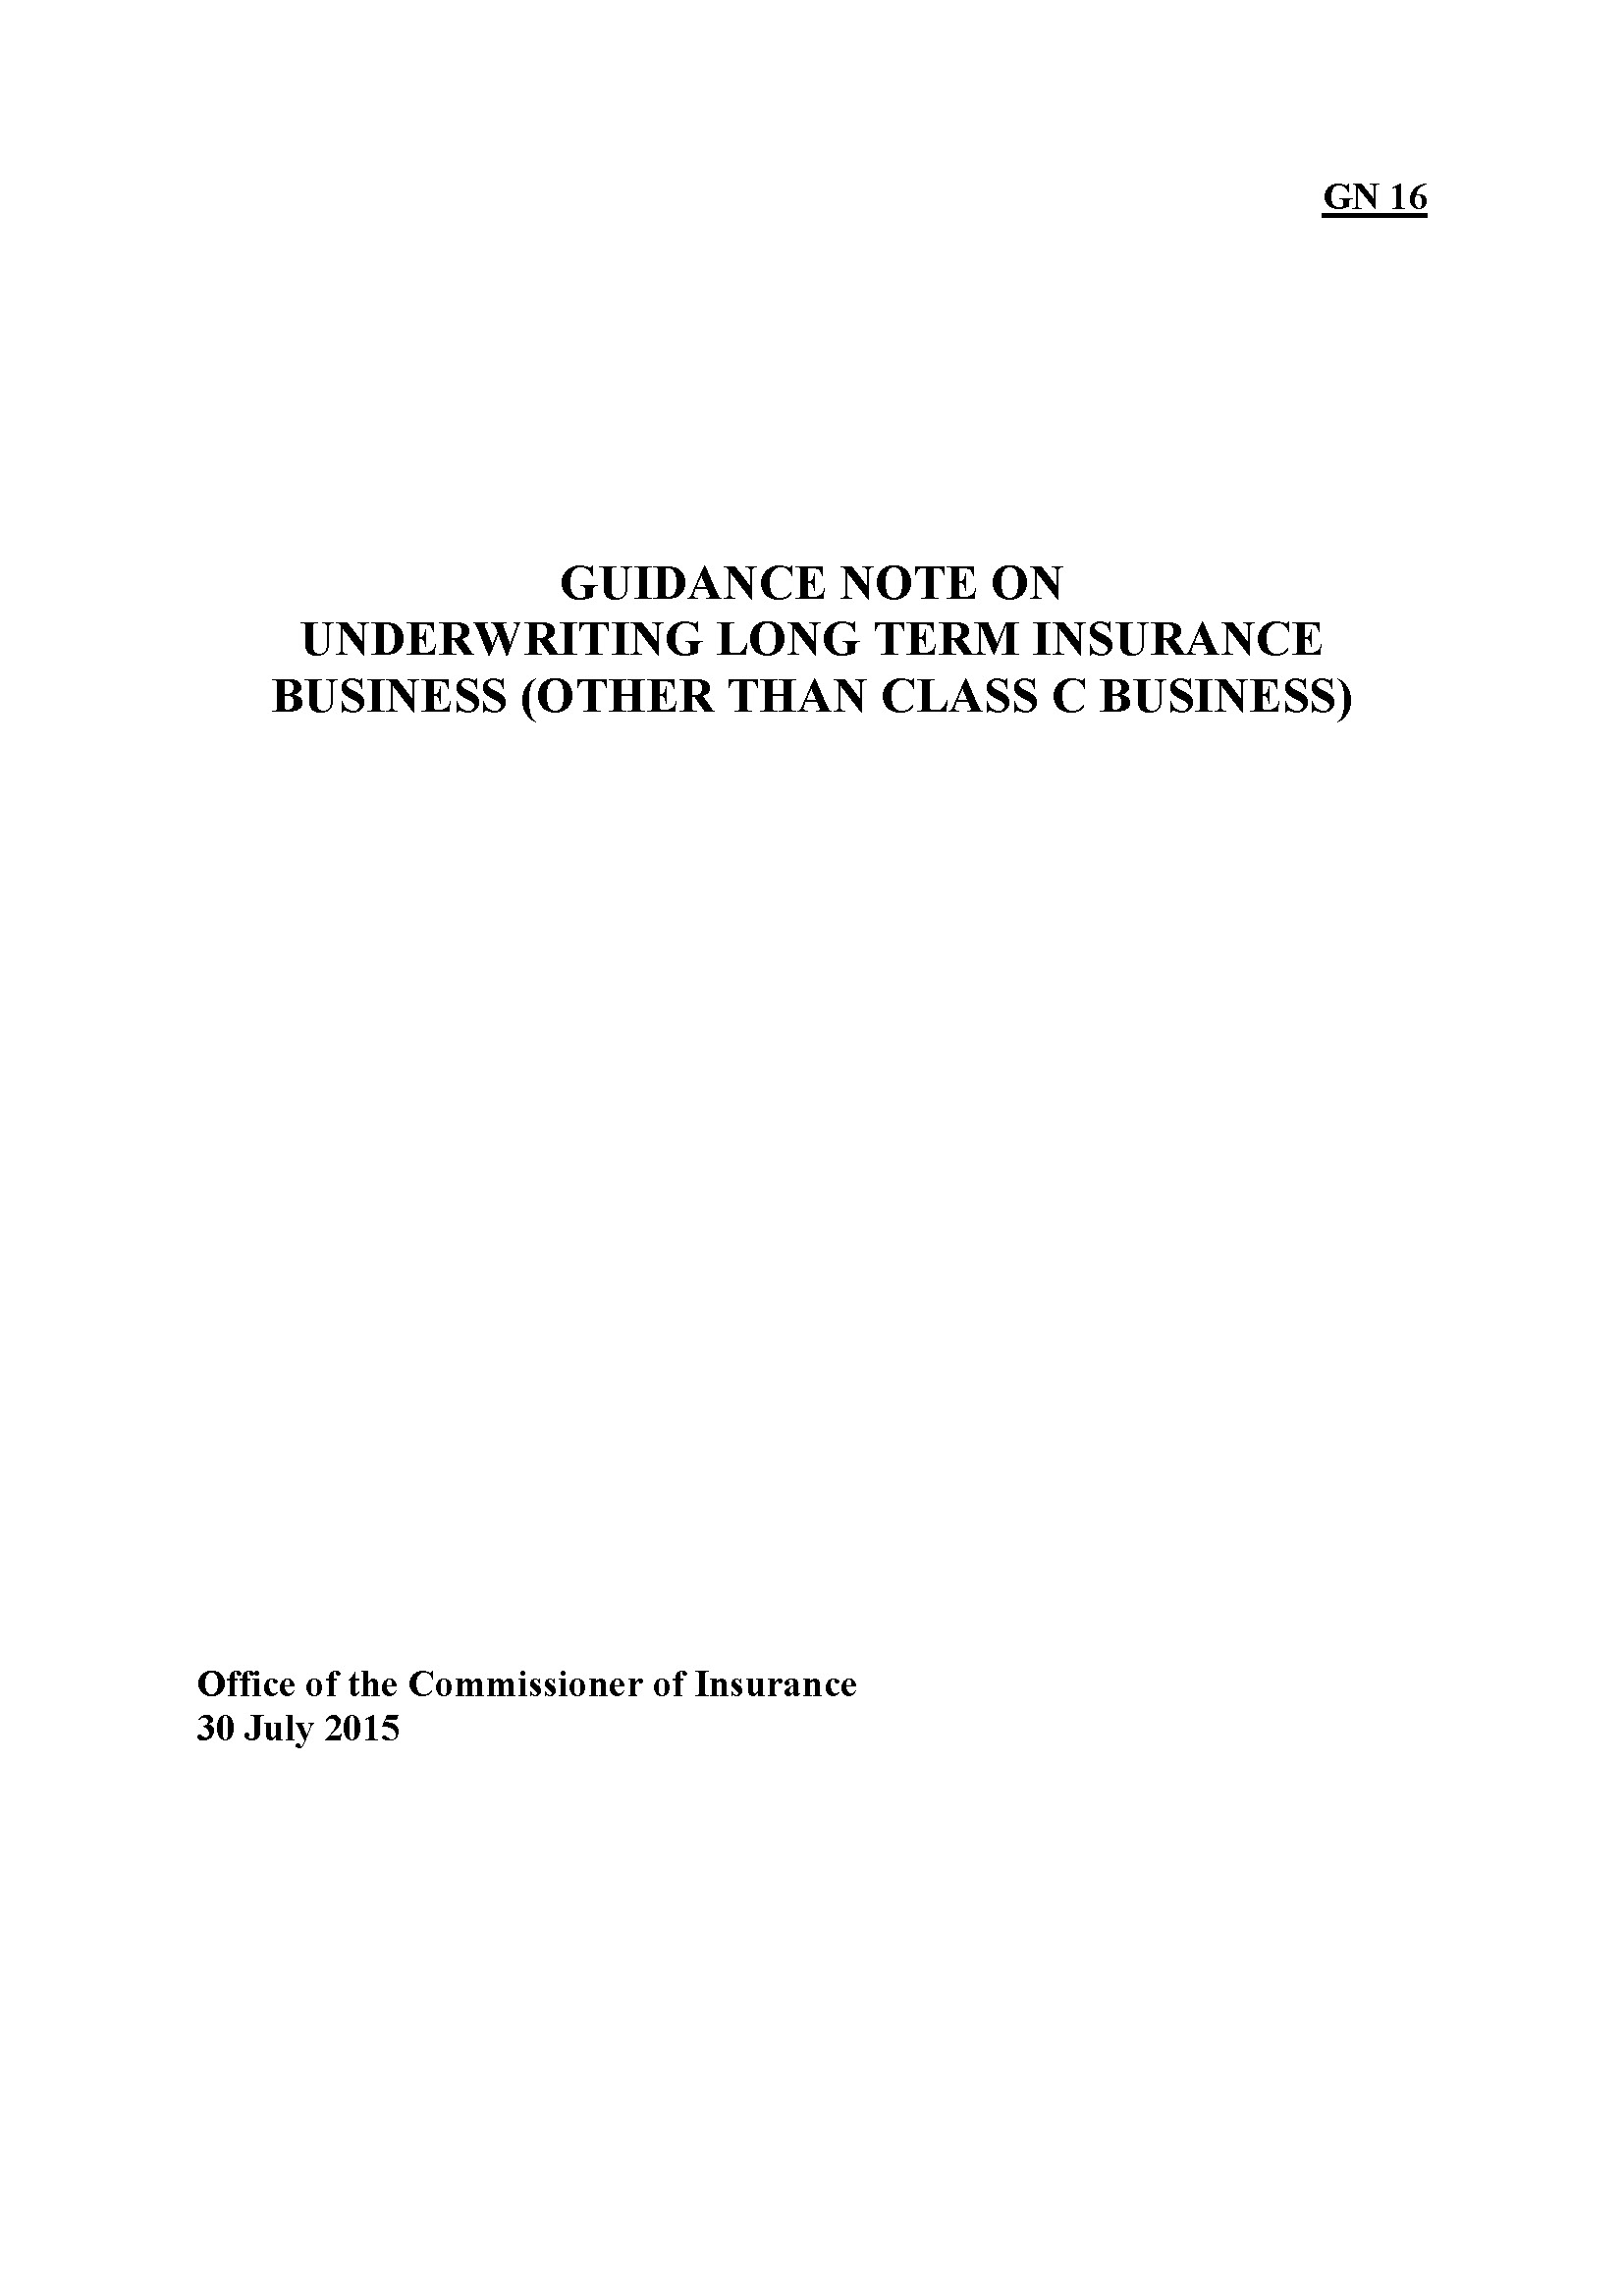 GN 16
GUIDANCE NOTE ON
UNDERWRITING LONG TERM INSURANCE
BUSINESS (OTHER THAN CLASS C BUSINESS)
Office of the Commissioner of Insurance
30 July 2015